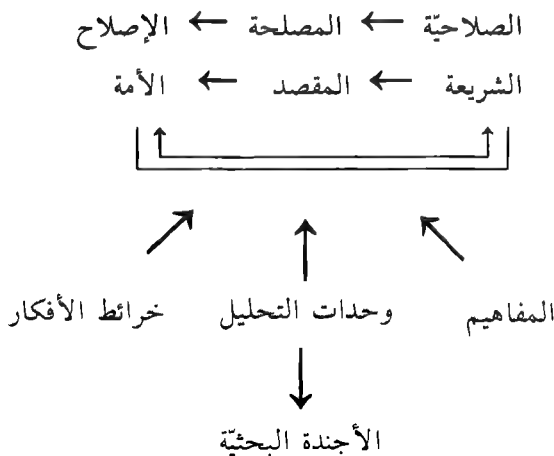 الصلاحيّة ← المصلحة ← الإصلاح
الشريعة ← المقصد ← الأمة
المفاهيم وحدات التحليل خرائط الأفكار
الأجندة البحثيّة